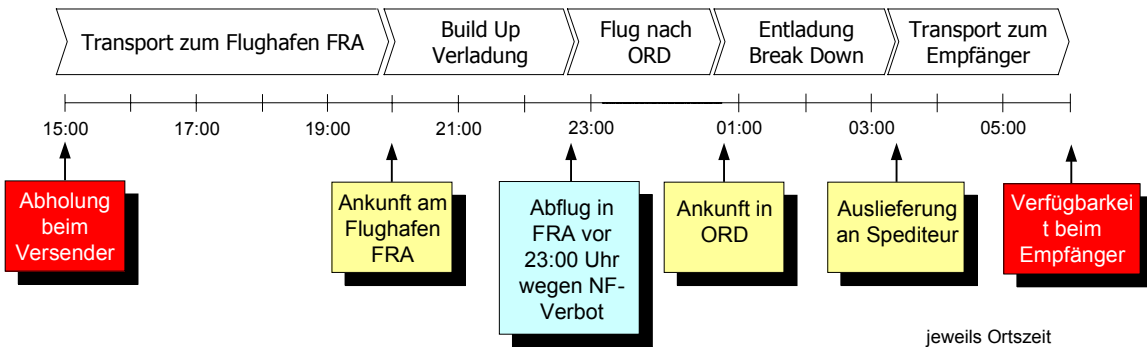 Transport zum Flughafen FRA
Build Up
Verladung
Flug nach
ORD
Entladung
Break Down
Transport zum
Empfänger
15:00
17:00
19:00
21:00
23:00
01:00
03:00
05:00
Abholung
beim
Versender
Ankunft am
Flughafen
FRA
Abflug in
FRA vor
23:00 Uhr
wegen NF-
Verbot
Ankunft in
ORD
Auslieferung
an Spediteur
Verfügbarkei
t beim
Empfänger
jeweils Ortszeit